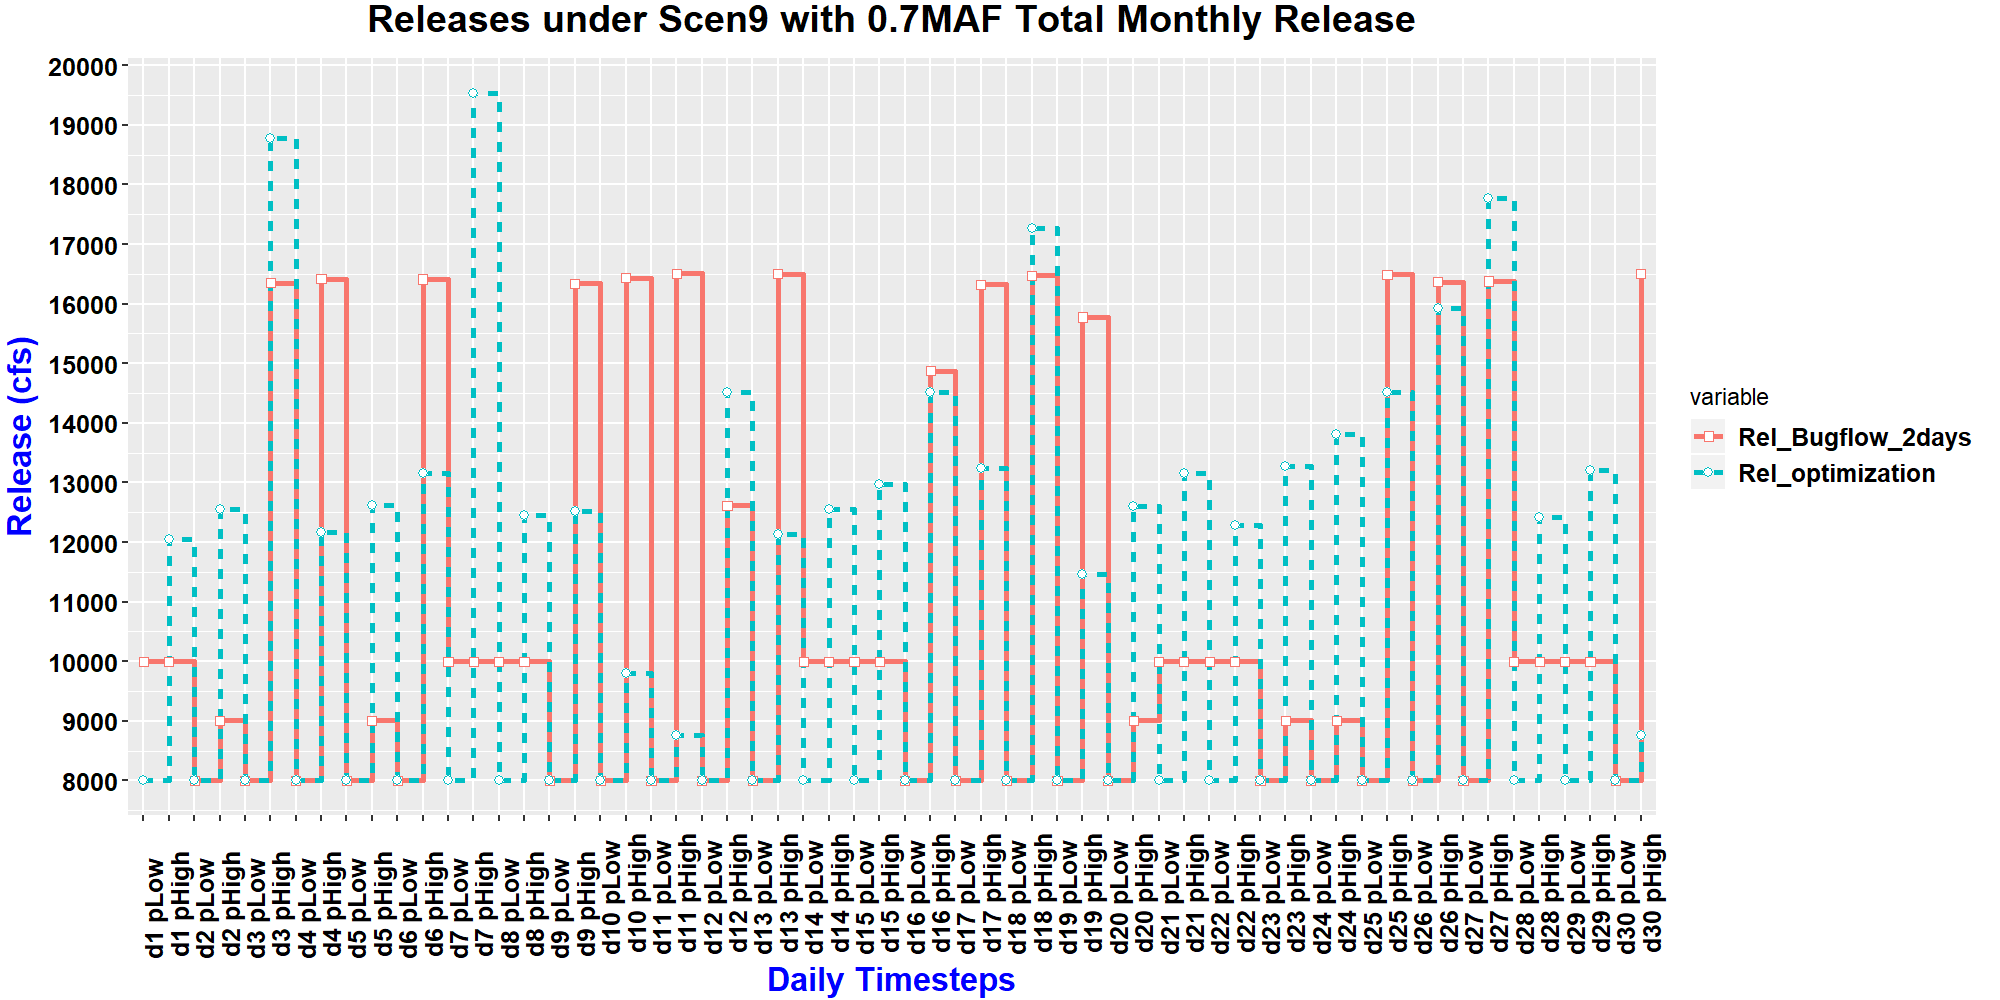 Releases under Scen9 with 0.7MAF Total Monthly Release
Release (cfs)
20000
19000
18000
17000
16000
15000
14000
13000
12000
11000
10000
9000
8000
d1 pLow
d1 pHigh
d2 pLow
d2 pHigh
d3 pLow
d3 pHigh
d4 pLow
d4 pHigh
d5 pLow
d5 pHigh
d6 pLow
d6 pHigh
d7 pLow
d7 pHigh
d8 pLow
d8 pHigh
d9 pLow
d9 pHigh
d10 pLow
d10 pHigh
d11 pLow
d11 pHigh
d12 pLow
d12 pHigh
d13 pLow
d13 pHigh
d14 pLow
d14 pHigh
d15 pLow
d15 pHigh
d16 pLow
d16 pHigh
d17 pLow
d17 pHigh
d18 pLow
d18 pHigh
d19 pLow
d19 pHigh
d20 pLow
d20 pHigh
d21 pLow
d21 pHigh
d22 pLow
d22 pHigh
d23 pLow
d23 pHigh
d24 pLow
d24 pHigh
d25 pLow
d25 pHigh
d26 pLow
d26 pHigh
d27 pLow
d27 pHigh
d28 pLow
d28 pHigh
d29 pLow
d29 pHigh
d30 pLow
d30 pHigh
Daily Timesteps
variable
Rel_Bugflow_2days
Rel_optimization